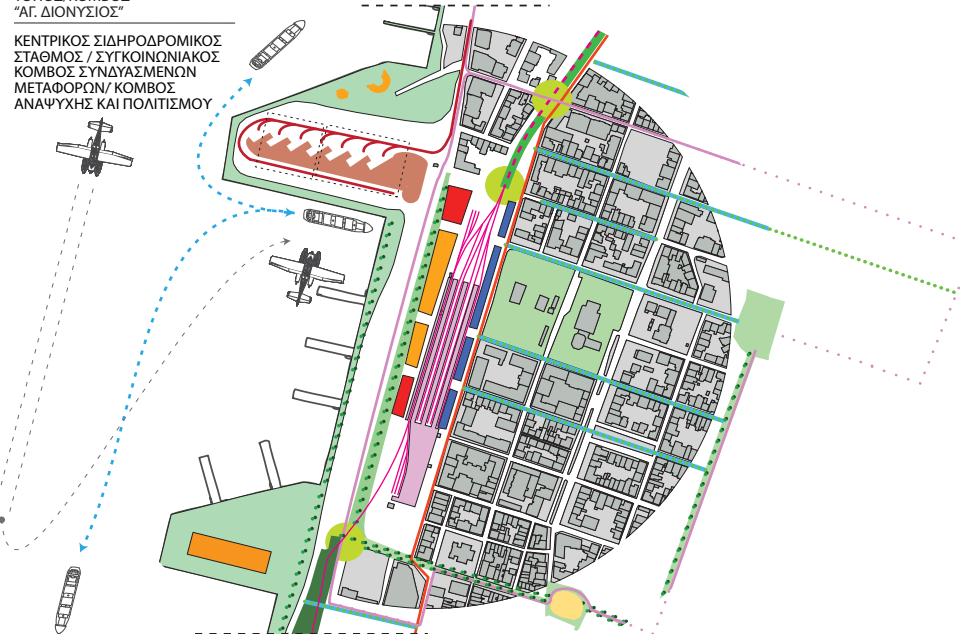 "ΑΓ. ΔΙΟΝΥΣΙΟΣ"
ΚΕΝΤΡΙΚΟΣ ΣΙΔΗΡΟΔΡΟΜΙΚΟΣ
ΣΤΑΘΜΟΣ / ΣΥΓΚΟΙΝΩΝΙΑΚΟΣ
ΚΟΜΒΟΣ ΣΥΝΔΥΑΣΜΕΝΩΝ
ΜΕΤΑΦΟΡΩΝ/ ΚΟΜΒΟΣ
ΑΝΑΨΥΧΗΣ ΚΑΙ ΠΟΛΙΤΙΣΜΟΥ